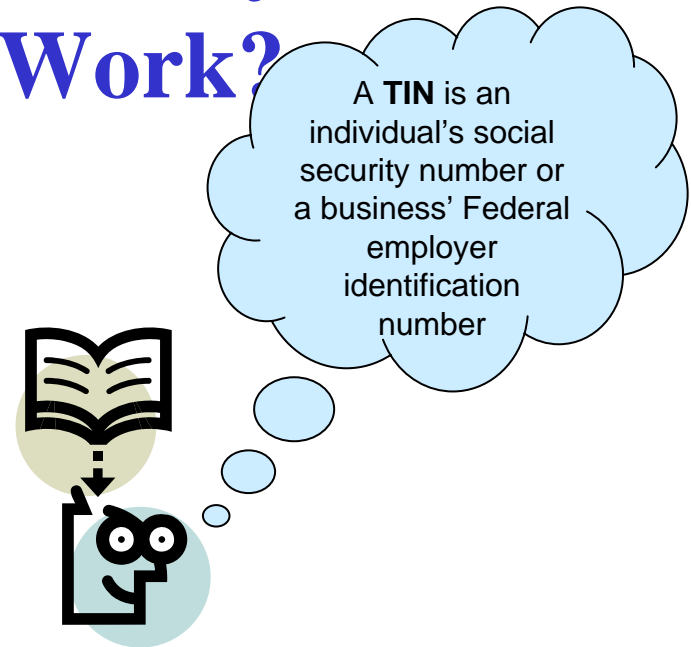 Work?
A TIN is an
individual's social
security number or
a business' Federal
employer
identification
number